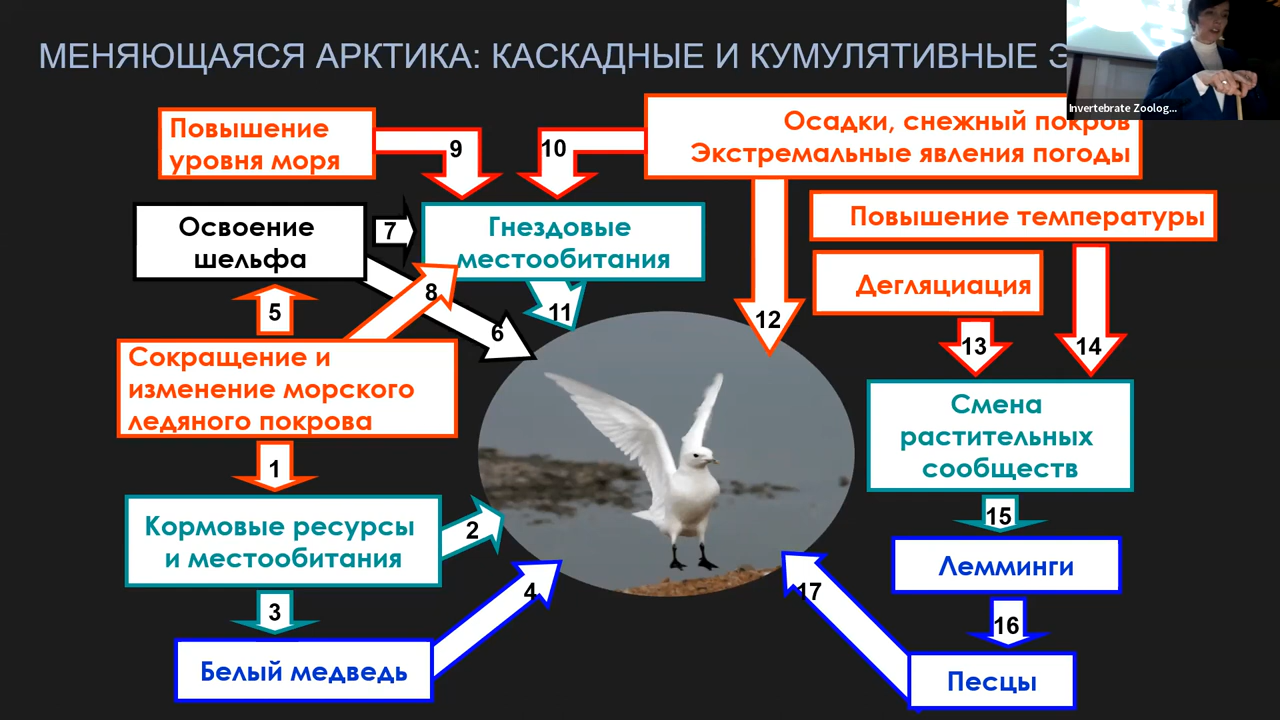 МЕНЯЮЩАЯСЯ АРКТИКА: КАСКАДНЫЕ И КУМУЛЯТИВНЫЕ
Invertebrate Zoolog...
Повышение
уровня моря
9
10
Осадки, снежный покров
Экстремальные явления погоды
Освоение
шельфа
7
Гнездовые
местообитания
Повышение температуры
Дегляциация
8
6
11
12
5
13
14
Сокращение и
изменение морского
ледяного покрова
Смена
растительных
сообществ
1
Кормовые ресурсы
и местообитания
2
15
Лемминги
3
4
17
16
Белый медведь
Песцы